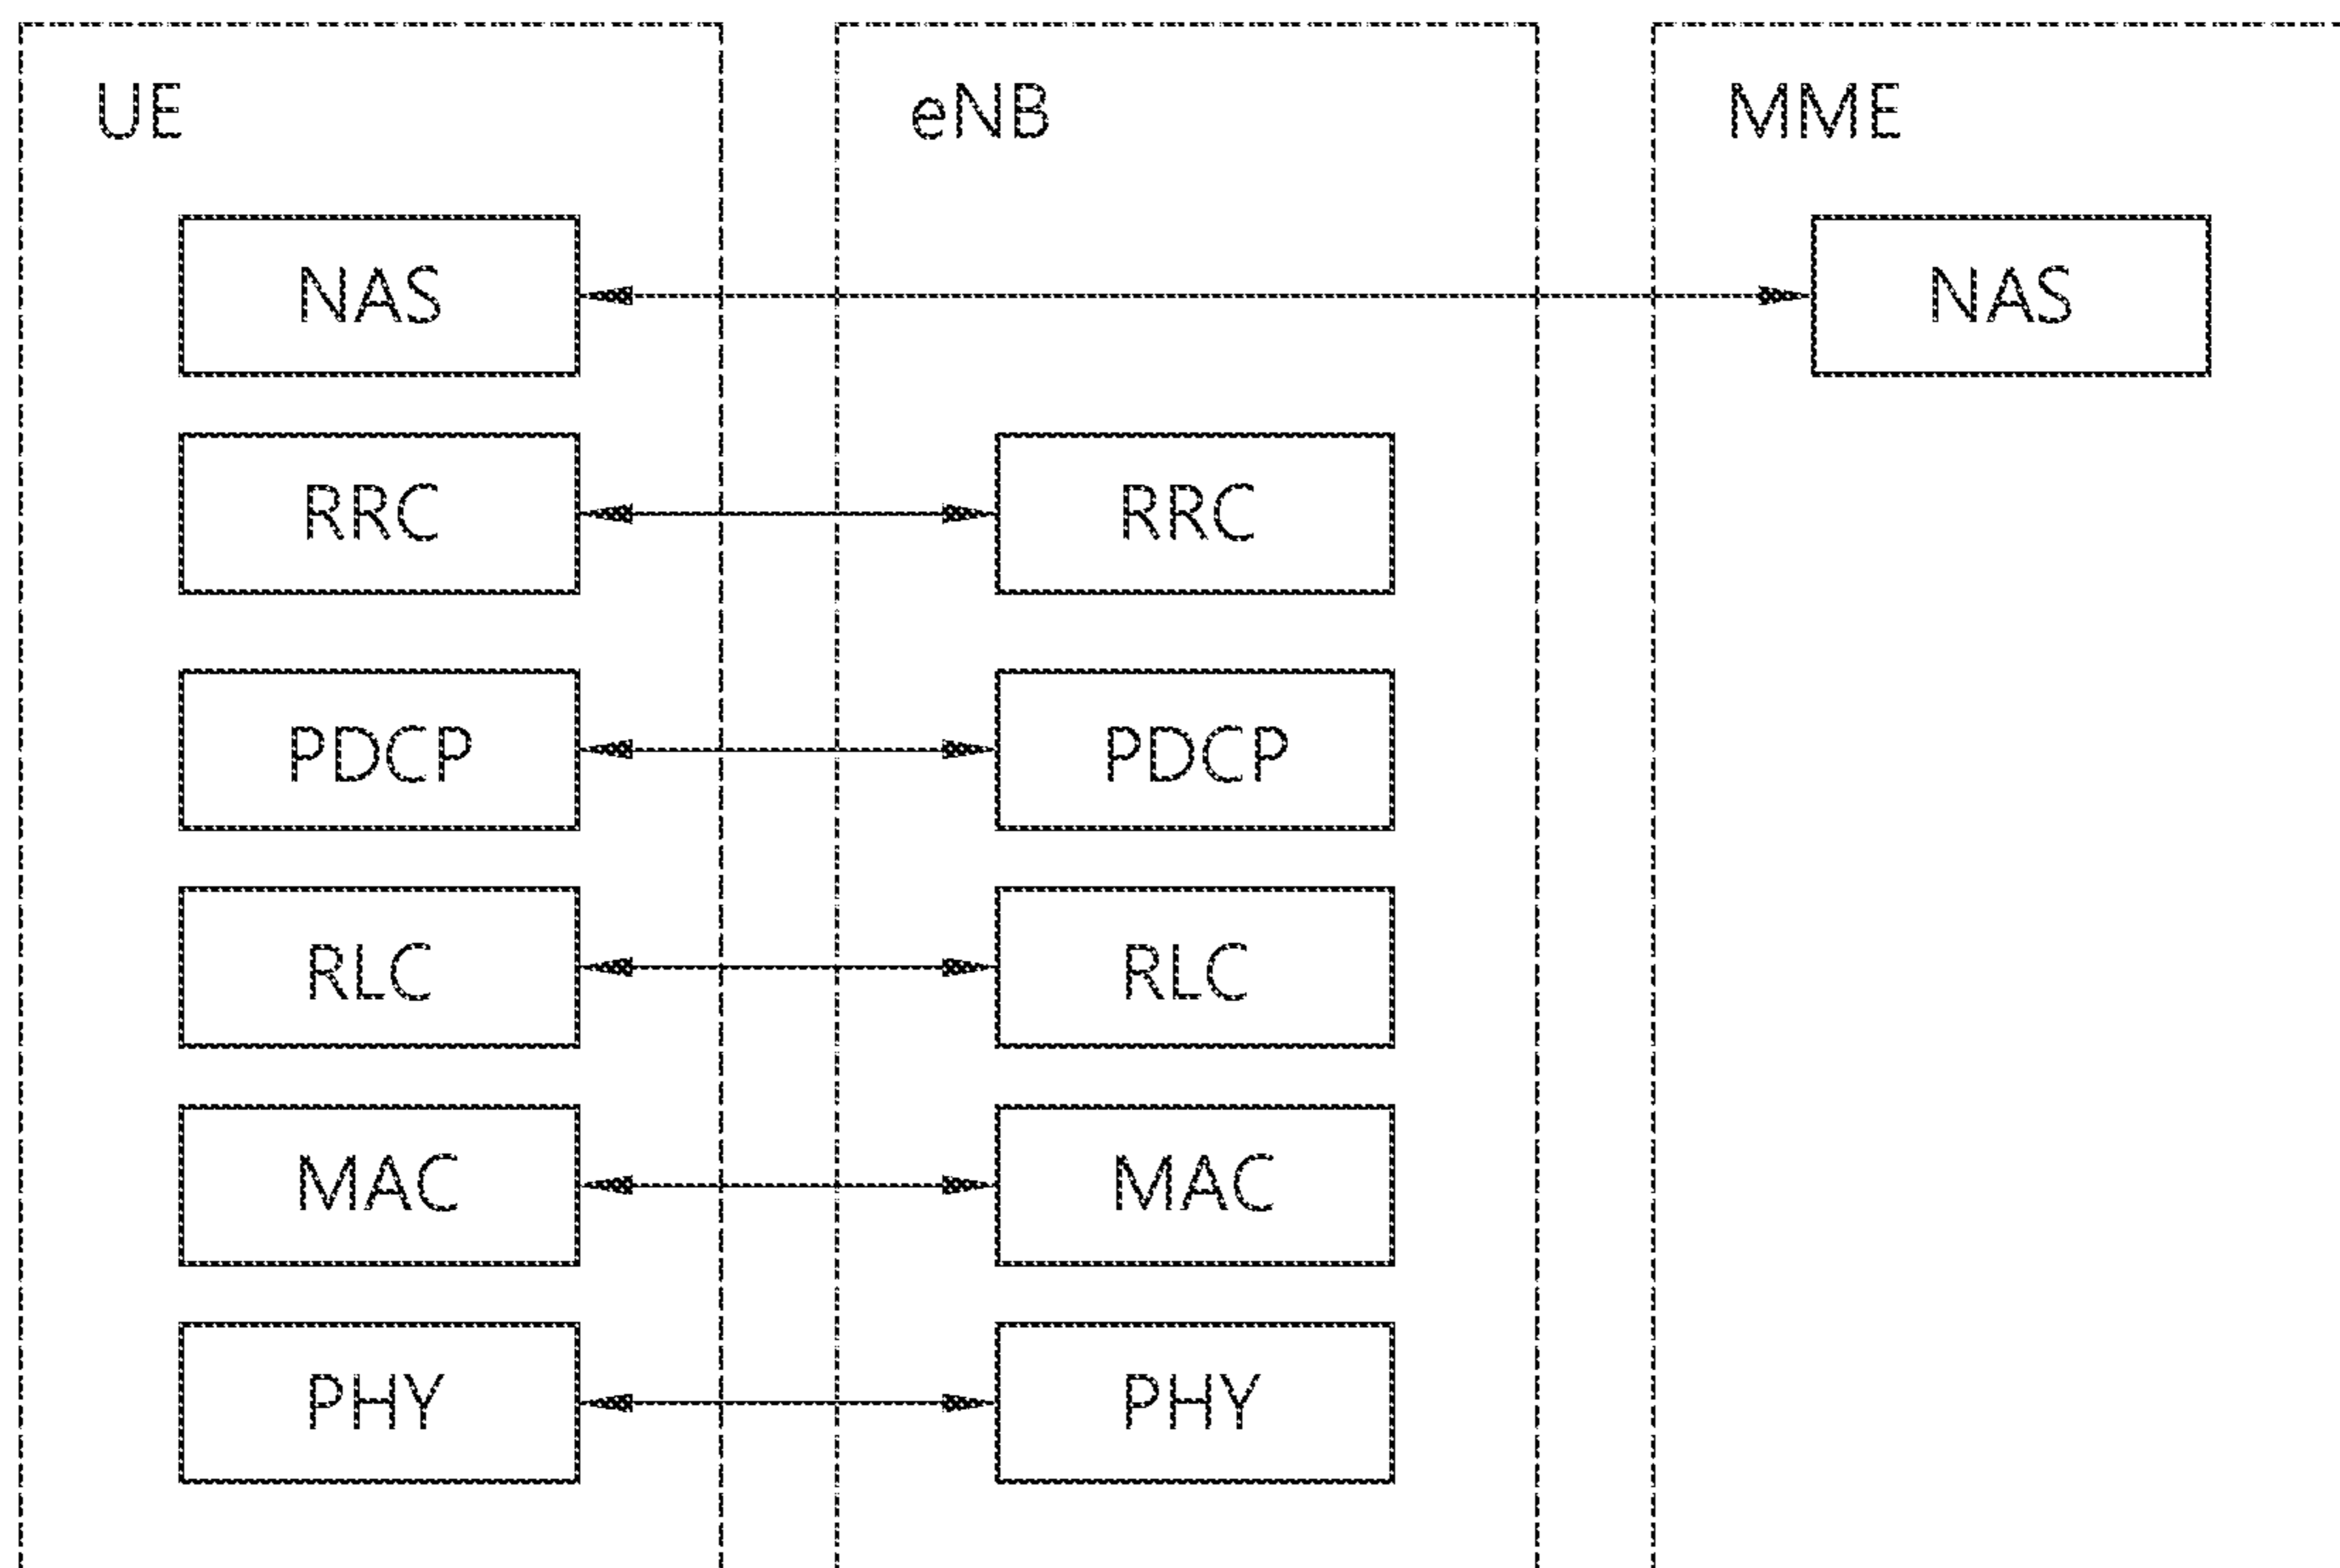 UE eNB MME
NAS NAS
RRC RRC
PDCP PDCP
RLC RLC
MAC MAC
PHY PHY